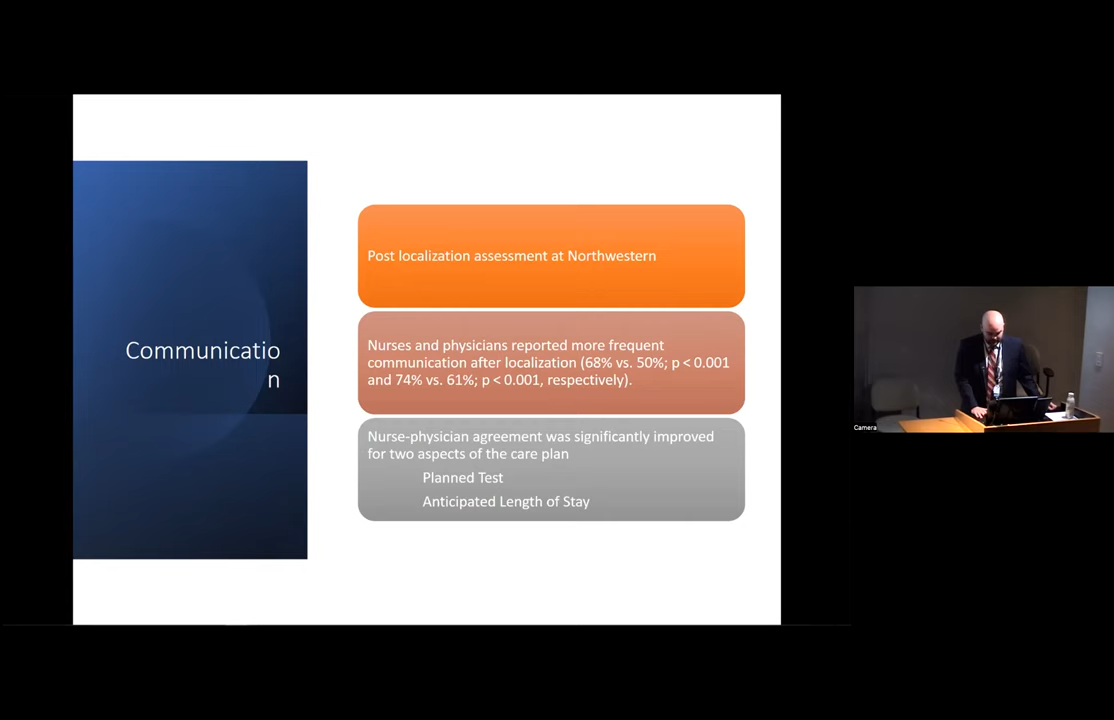 Communicatio
n
Post localization assessment at Northwestern
Nurses and physicians reported more frequent
communication after localization (68% vs. 50%; p < 0.001
and 74% vs. 61%; p < 0.001, respectively).
Nurse-physician agreement was significantly improved
for two aspects of the care plan
Planned Test
Anticipated Length of Stay
Camera